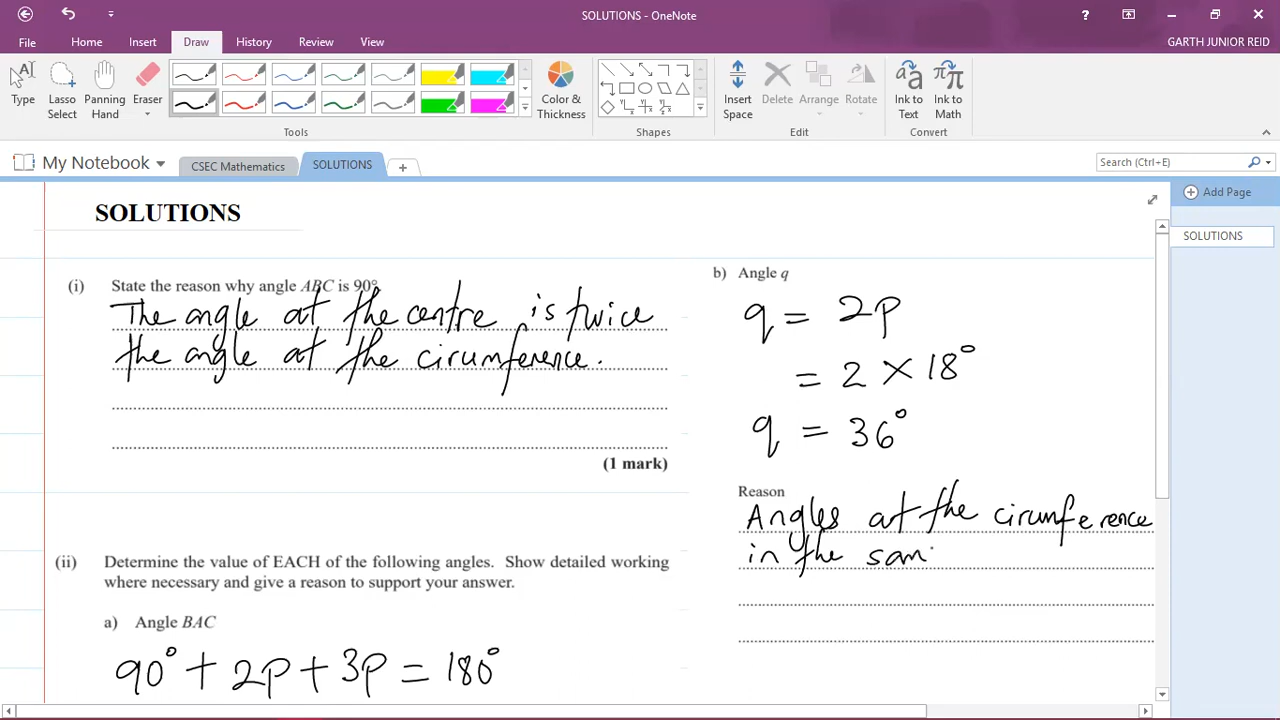 SOLUTIONS - OneNote
?
File Home Insert Draw History Review View
GARTH JUNIOR REID
Type
Lasso Select
Panning Hand
Eraser
Color & Thickness
Insert Space
Delete
Arrange
Rotate
Ink to Text
Ink to Math
Tools
Shapes
Edit
Convert
My Notebook
CSEC Mathematics
SOLUTIONS
Search (Ctrl+E)
Add Page
SOLUTIONS
SOLUTIONS
(i) State the reason why angle ABC is 90°.
The angle at the centre is twice
the angle at the cirumference.
(1 mark)
(ii) Determine the value of EACH of the following angles. Show detailed working
where necessary and give a reason to support your answer.
a) Angle BAC
90° + 2p + 3p = 180°
b) Angle q
q = 2p
= 2 × 18°
q = 36°
Reason
Angles at the cirumference
in the sam